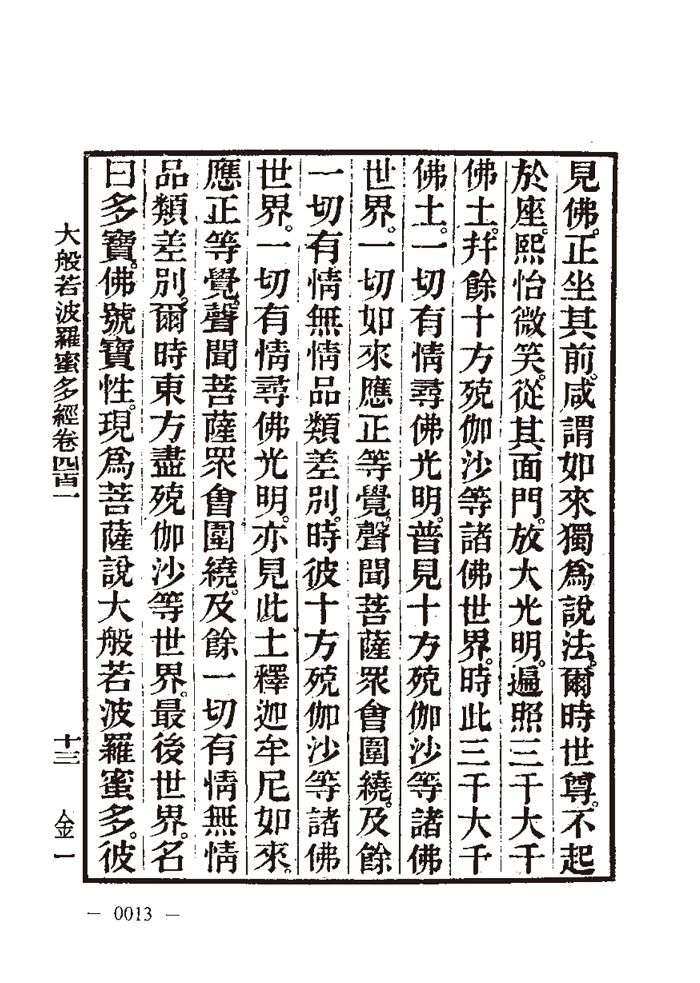 見佛。正坐其前。咸謂如來獨爲說法。爾時世尊。不起
於座。熙怡微笑。從其面門。放大光明。遍照三千大千
佛土。幷餘十方殑伽沙等諸佛世界。時此三千大千
佛土。一切有情尋佛光明。普見十方殑伽沙等諸佛
世界。一切如來應正等覺。聲聞菩薩眾會圍繞。及餘
一切有情無情品類差別。時彼十方殑伽沙等諸佛
世界。一切有情尋佛光明。亦見此土釋迦牟尼如來。
應正等覺。聲聞菩薩眾會圍繞。及餘一切有情無情
品類差別。爾時東方盡殑伽沙等世界。最後世界。名
曰多寶。佛號寶性。現爲菩薩說大般若波羅蜜多。彼
大般若波羅蜜多經卷四百一 十三 金一
— 0013 —